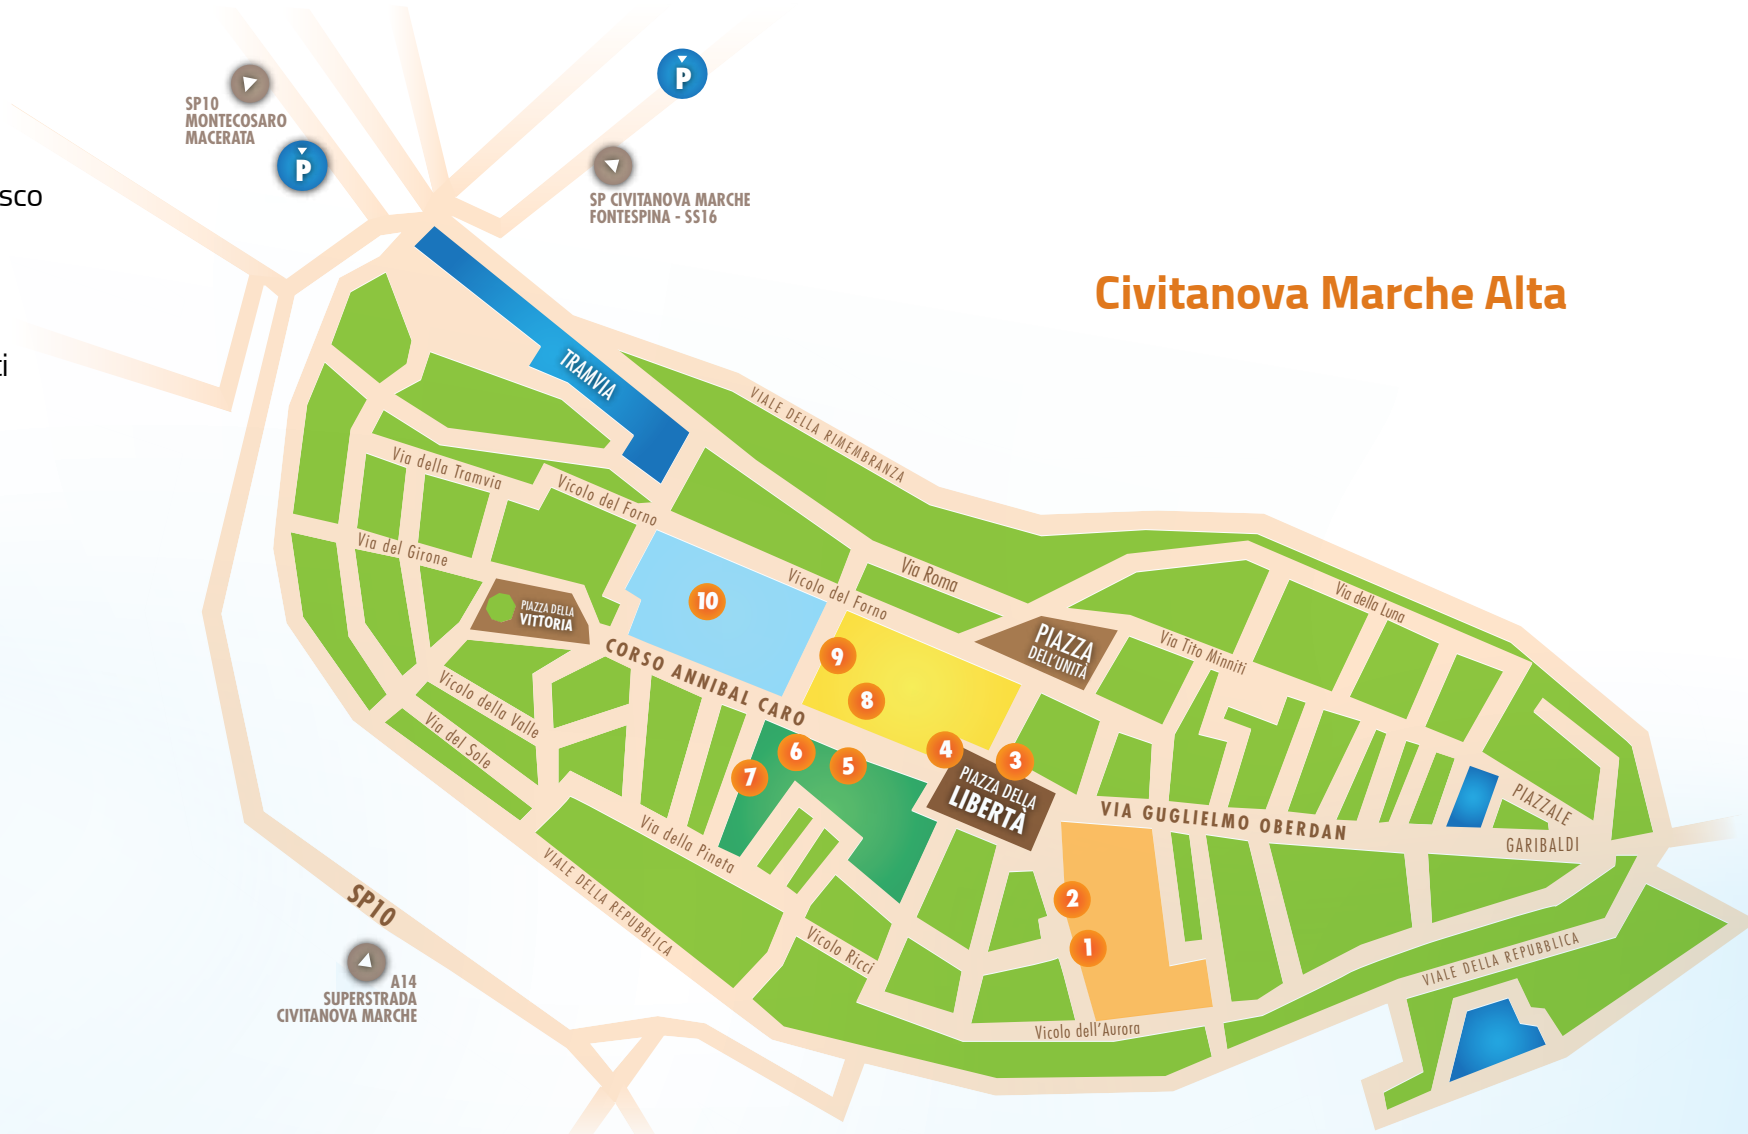 P
SP10
MONTECOSARO
MACERATA
P
SP CIVITANOVA MARCHE
FONTESPINA - SS16
sco
Civitanova Marche Alta
ti
TRAMVIA
VIALE DELLA RIMEMBRANZA
Via della Tramvia
Vicolo del Forno
Via del Girone
Vicolo del Forno
Via Roma
Via della Luna
PIAZZA DELLA
VITTORIA
10
PIAZZA
DELL'UNITÀ
Via Tito Minniti
CORSO ANNIBAL CARO
9
8
Vicolo della Valle
Via del Sole
7
6
5
4
3
PIAZZA DELLA
LIBERTÀ
VIA GUGLIELMO OBERDAN
PIAZZALE
GARIBALDI
Via della Pineta
VIALE DELLA REPUBBLICA
SP10
2
1
Vicolo Ricci
VIALE DELLA REPUBBLICA
A14
SUPERSTRADA
CIVITANOVA MARCHE
Vicolo dell'Aurora